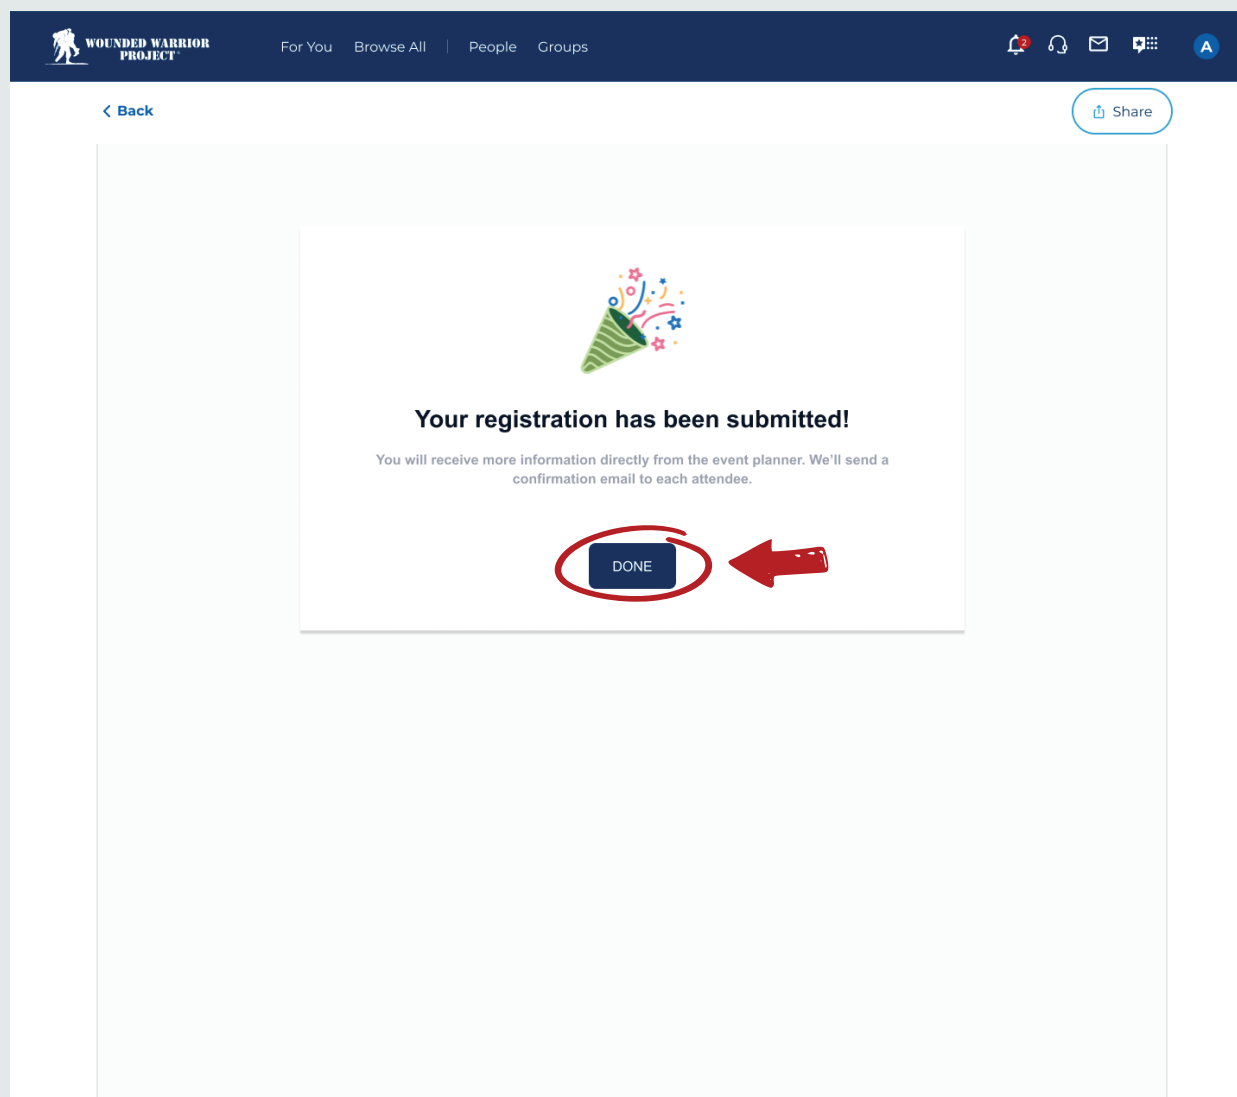 WOUNDED WARRIOR
PROJECT
For You Browse All People Groups
2
A
Back
Share
Your registration has been submitted!
You will receive more information directly from the event planner. We’ll send a
confirmation email to each attendee.
DONE